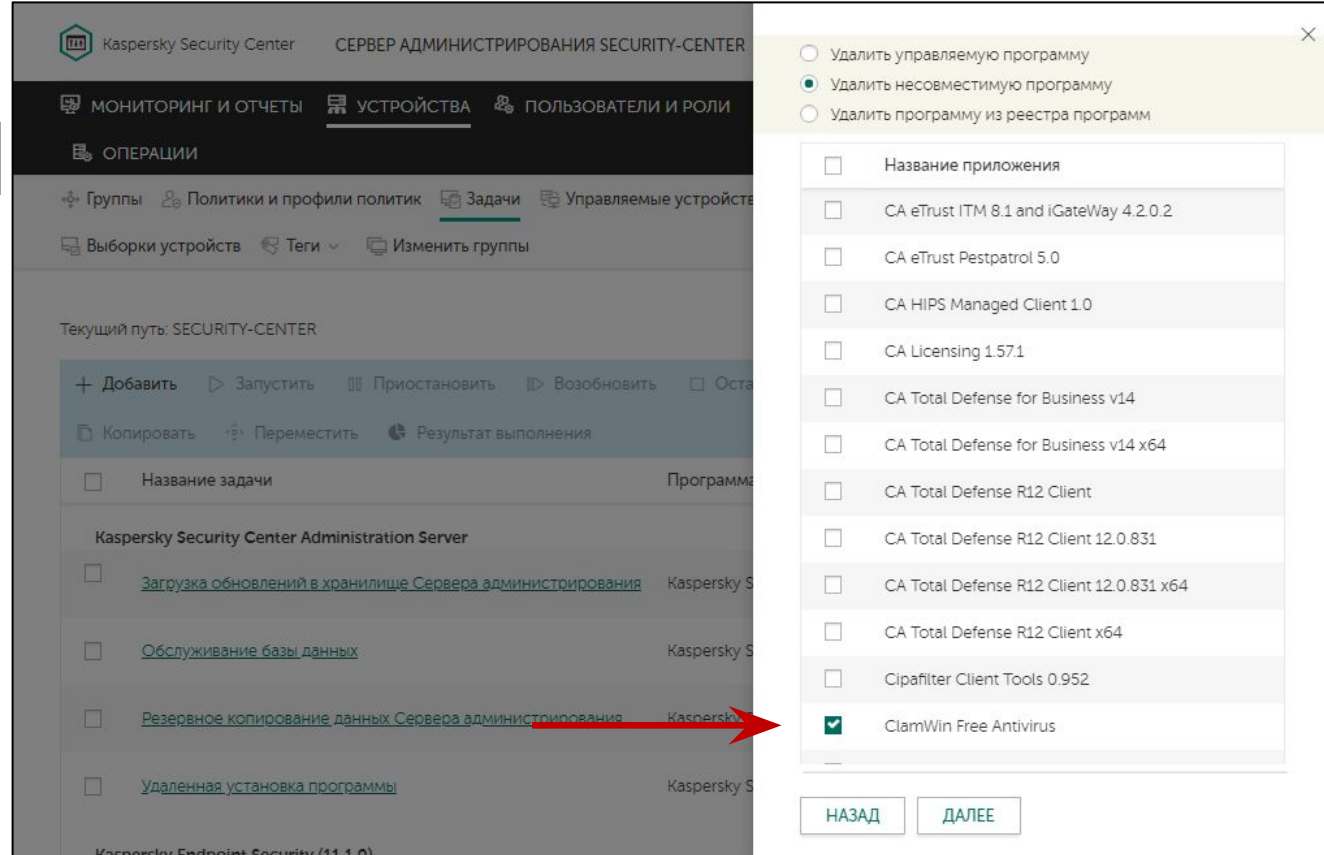 Kaspersky Security Center СЕРВЕР АДМИНИСТРИРОВАНИЯ SECURITY-CENTER
МОНИТОРИНГ И ОТЧЕТЫ УСТРОЙСТВА ПОЛЬЗОВАТЕЛИ И РОЛИ
ОПЕРАЦИИ
Группы Политики и профили политик Задачи Управляемые устройств
Выборки устройств Теги Изменить группы
Текущий путь: SECURITY-CENTER
+ Добавить Запустить Приостановить Возобновить Оста
Копировать Переместить Результат выполнения
Название задачи Программа
Kaspersky Security Center Administration Server
Загрузка обновлений в хранилище Сервера администрирования Kaspersky S
Обслуживание базы данных Kaspersky S
Резервное копирование данных Сервера администрирования Kaspersky
Удаленная установка программы Kaspersky S
Kaspersky Endpoint Security (11.1.0)
Удалить управляемую программу
Удалить несовместимую программу
Удалить программу из реестра программ
Название приложения
CA eTrust ITM 8.1 and iGateWay 4.2.0.2
CA eTrust Pestpatrol 5.0
CA HIPS Managed Client 1.0
CA Licensing 1.57.1
CA Total Defense for Business v14
CA Total Defense for Business v14 x64
CA Total Defense R12 Client
CA Total Defense R12 Client 12.0.831
CA Total Defense R12 Client 12.0.831 x64
CA Total Defense R12 Client x64
Cipafilter Client Tools 0.952
ClamWin Free Antivirus
НАЗАД ДАЛЕЕ